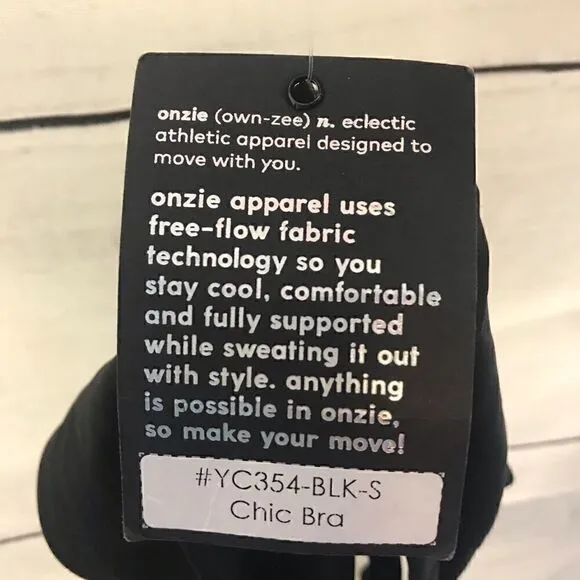 onzie (own-zee) n. eclectic
athletic apparel designed to
move with you.
onzie apparel uses
free-flow fabric
technology so you
stay cool, comfortable
and fully supported
while sweating it out
with style. anything
is possible in onzie,
so make your move!
#YC354-BLK-S
Chic Bra